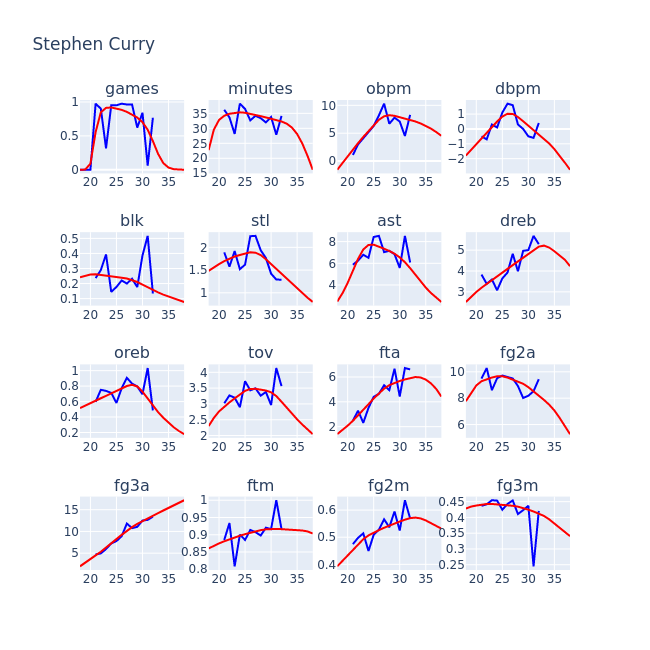 Stephen Curry
games minutes obpm dbpm
1 0.5 0
35 30 25 20 15
10 5 0
1 0 −1 −2
20 25 30 35 20 25 30 35 20 25 30 35 20 25 30 35
blk stl ast dreb
0.5 0.4 0.3 0.2 0.1
2 1.5 1
8 6 4
5 4 3
20 25 30 35 20 25 30 35 20 25 30 35 20 25 30 35
oreb tov fta fg2a
1 0.8 0.6 0.4 0.2
4 3.5 3 2.5 2
6 4 2
10 8 6
20 25 30 35 20 25 30 35 20 25 30 35 20 25 30 35
fg3a ftm fg2m fg3m
15 10 5
1 0.95 0.9 0.85 0.8
0.6 0.5 0.4
0.45 0.4 0.35 0.3 0.25
20 25 30 35 20 25 30 35 20 25 30 35 20 25 30 35